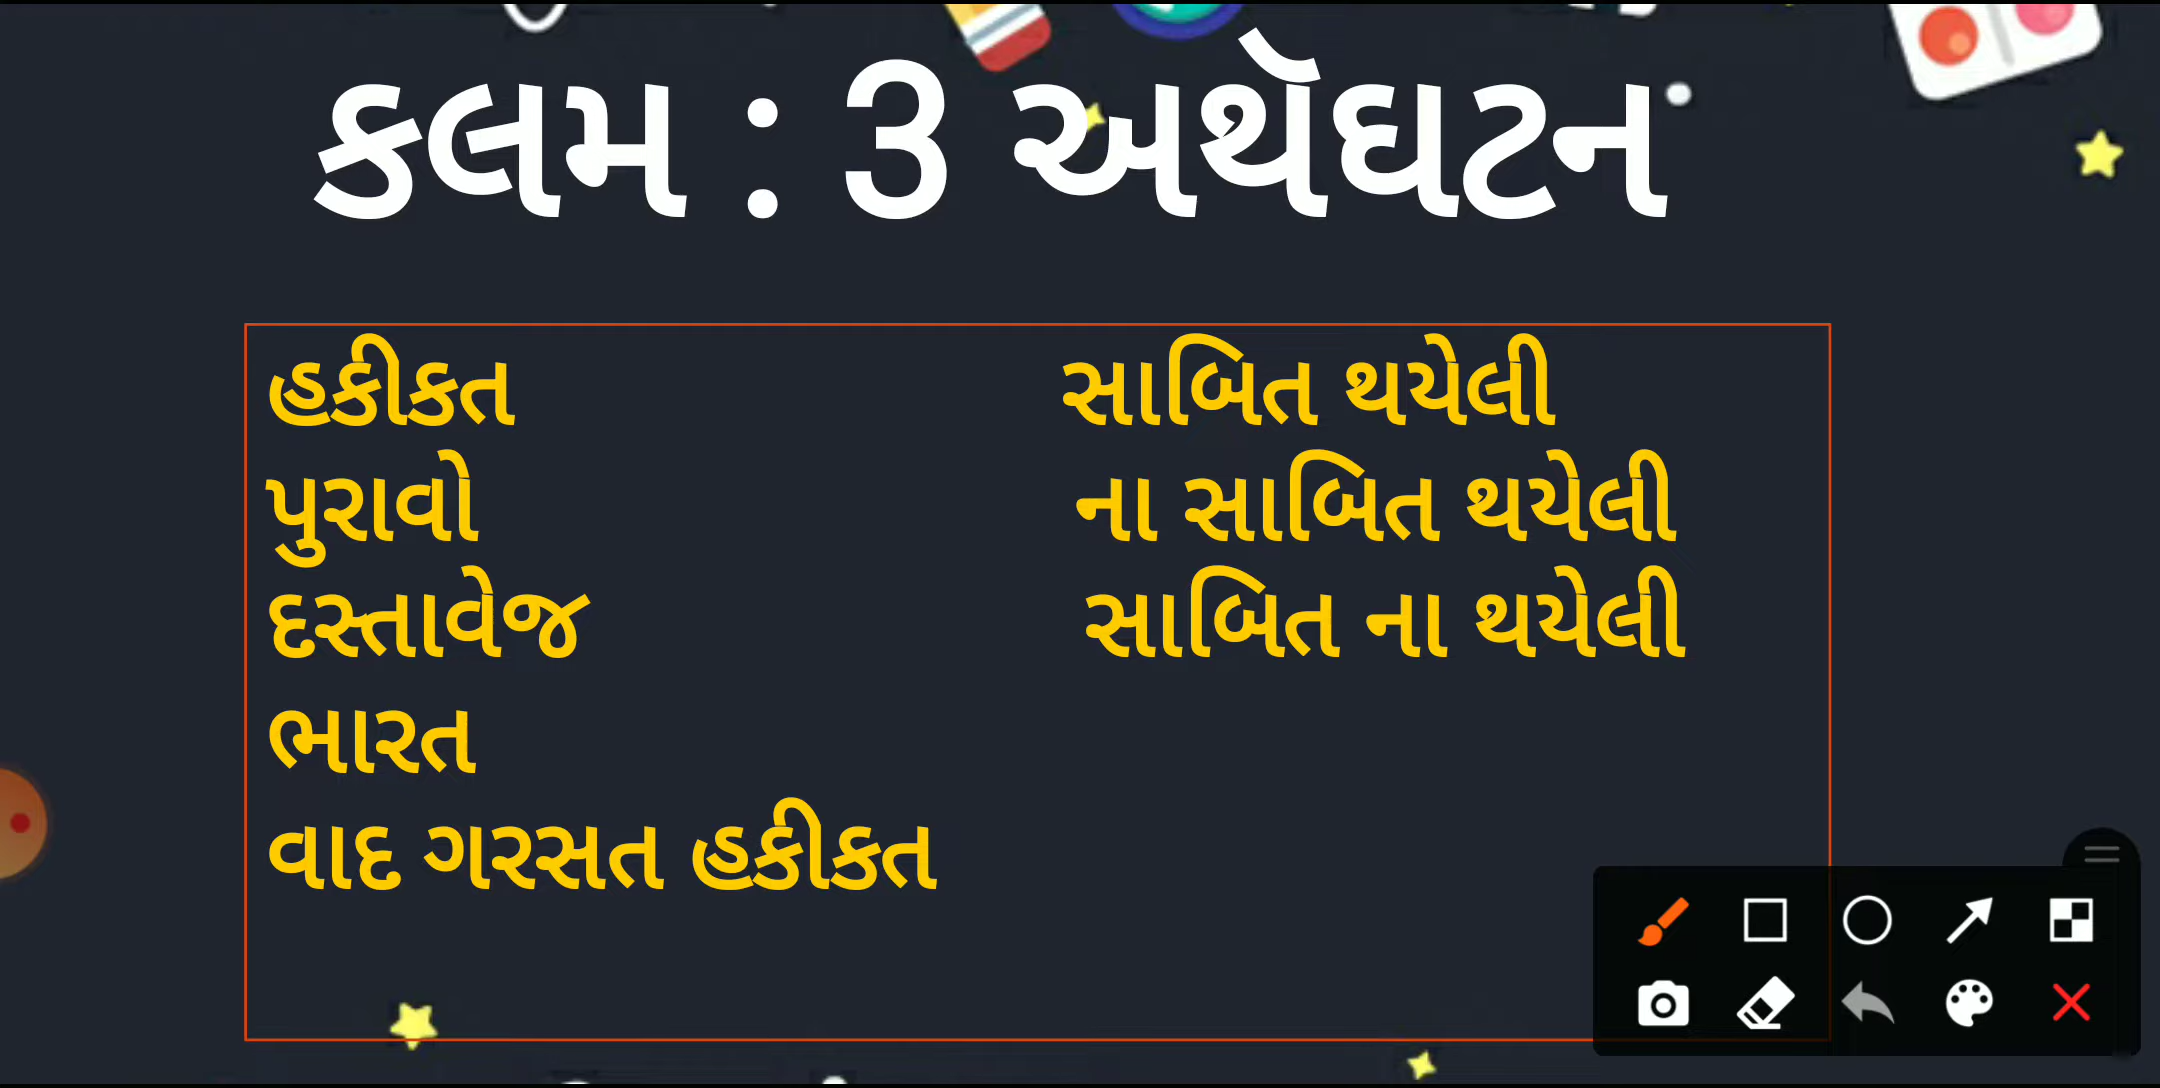 કલમ : 3 અર્થઘટન
હકીકત
પુરાવો
દસ્તાવેજ
ભારત
વાદ ગરસત હકીકત
સાબિત થયેલી
ના સાબિત થયેલી
સાબિત ના થયેલી